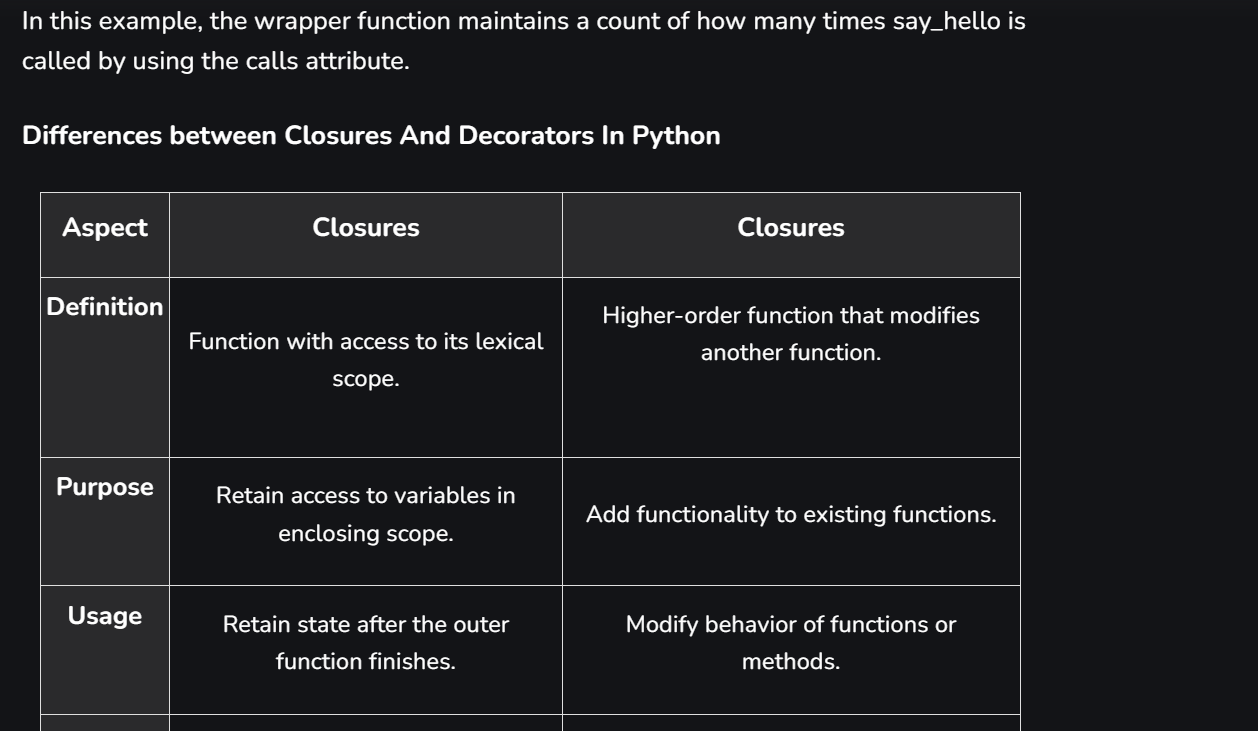 In this example, the wrapper function maintains a count of how many times say_hello is
called by using the calls attribute.
Differences between Closures And Decorators In Python
Aspect
Closures
Closures
Definition
Function with access to its lexical
scope.
Higher-order function that modifies
another function.
Purpose
Retain access to variables in
enclosing scope.
Add functionality to existing functions.
Usage
Retain state after the outer
function finishes.
Modify behavior of functions or
methods.